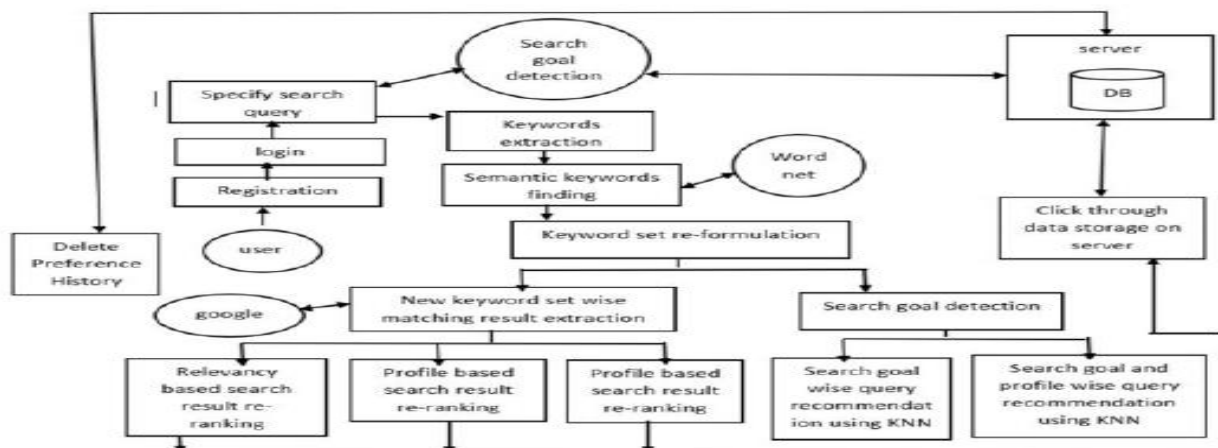 Search
goal
detection
server
DB
Specify search
query
Keywords
extraction
login
Word
net
Semantic keywords
finding
Registration
Click through
data storage on
server
user
Keyword set re-formulation
Delete
Preference
History
google
New keyword set wise
matching result extraction
Search goal detection
Relevancy
based search
result re-
ranking
Profile based
search result
re-ranking
Profile based
search result
re-ranking
Search goal
wise query
recommendat
ion using KNN
Search goal and
profile wise query
recommendation
using KNN